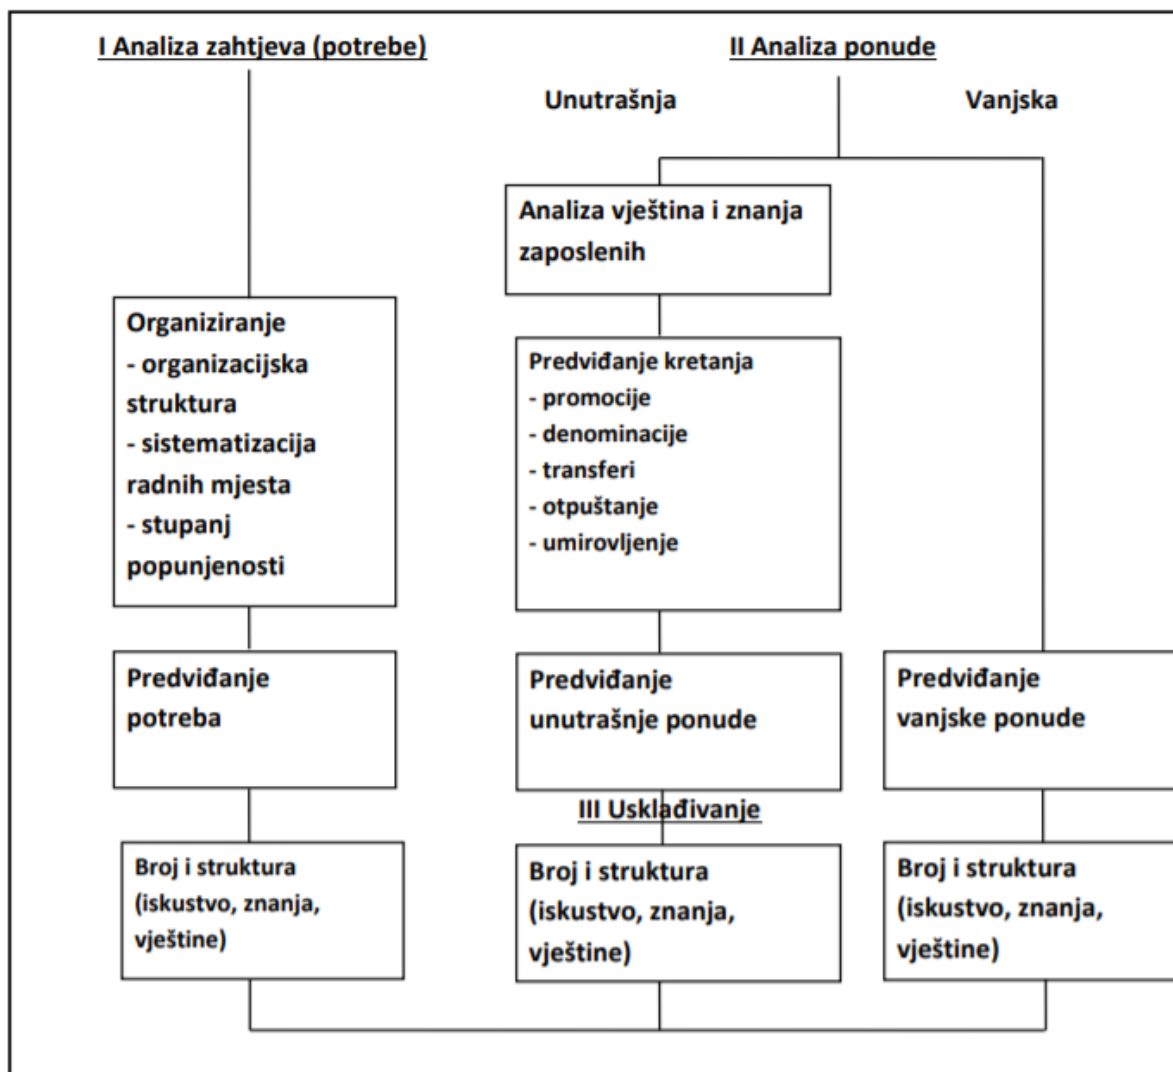 I Analiza zahtjeva (potrebe)
II Analiza ponude
Unutrašnja
Vanjska
Analiza vještina i znanja
zaposlenih
Organiziranje
- organizacijska
struktura
- sistematizacija
radnih mjesta
- stupanj
popunjenosti
Predviđanje kretanja
- promocije
- denominacije
- transferi
- otpuštanje
- umirovljenje
Predviđanje
potreba
Predviđanje
unutrašnje ponude
Predviđanje
vanjske ponude
III Usklađivanje
Broj i struktura
(iskustvo, znanja,
vještine)
Broj i struktura
(iskustvo, znanja,
vještine)
Broj i struktura
(iskustvo, znanja,
vještine)